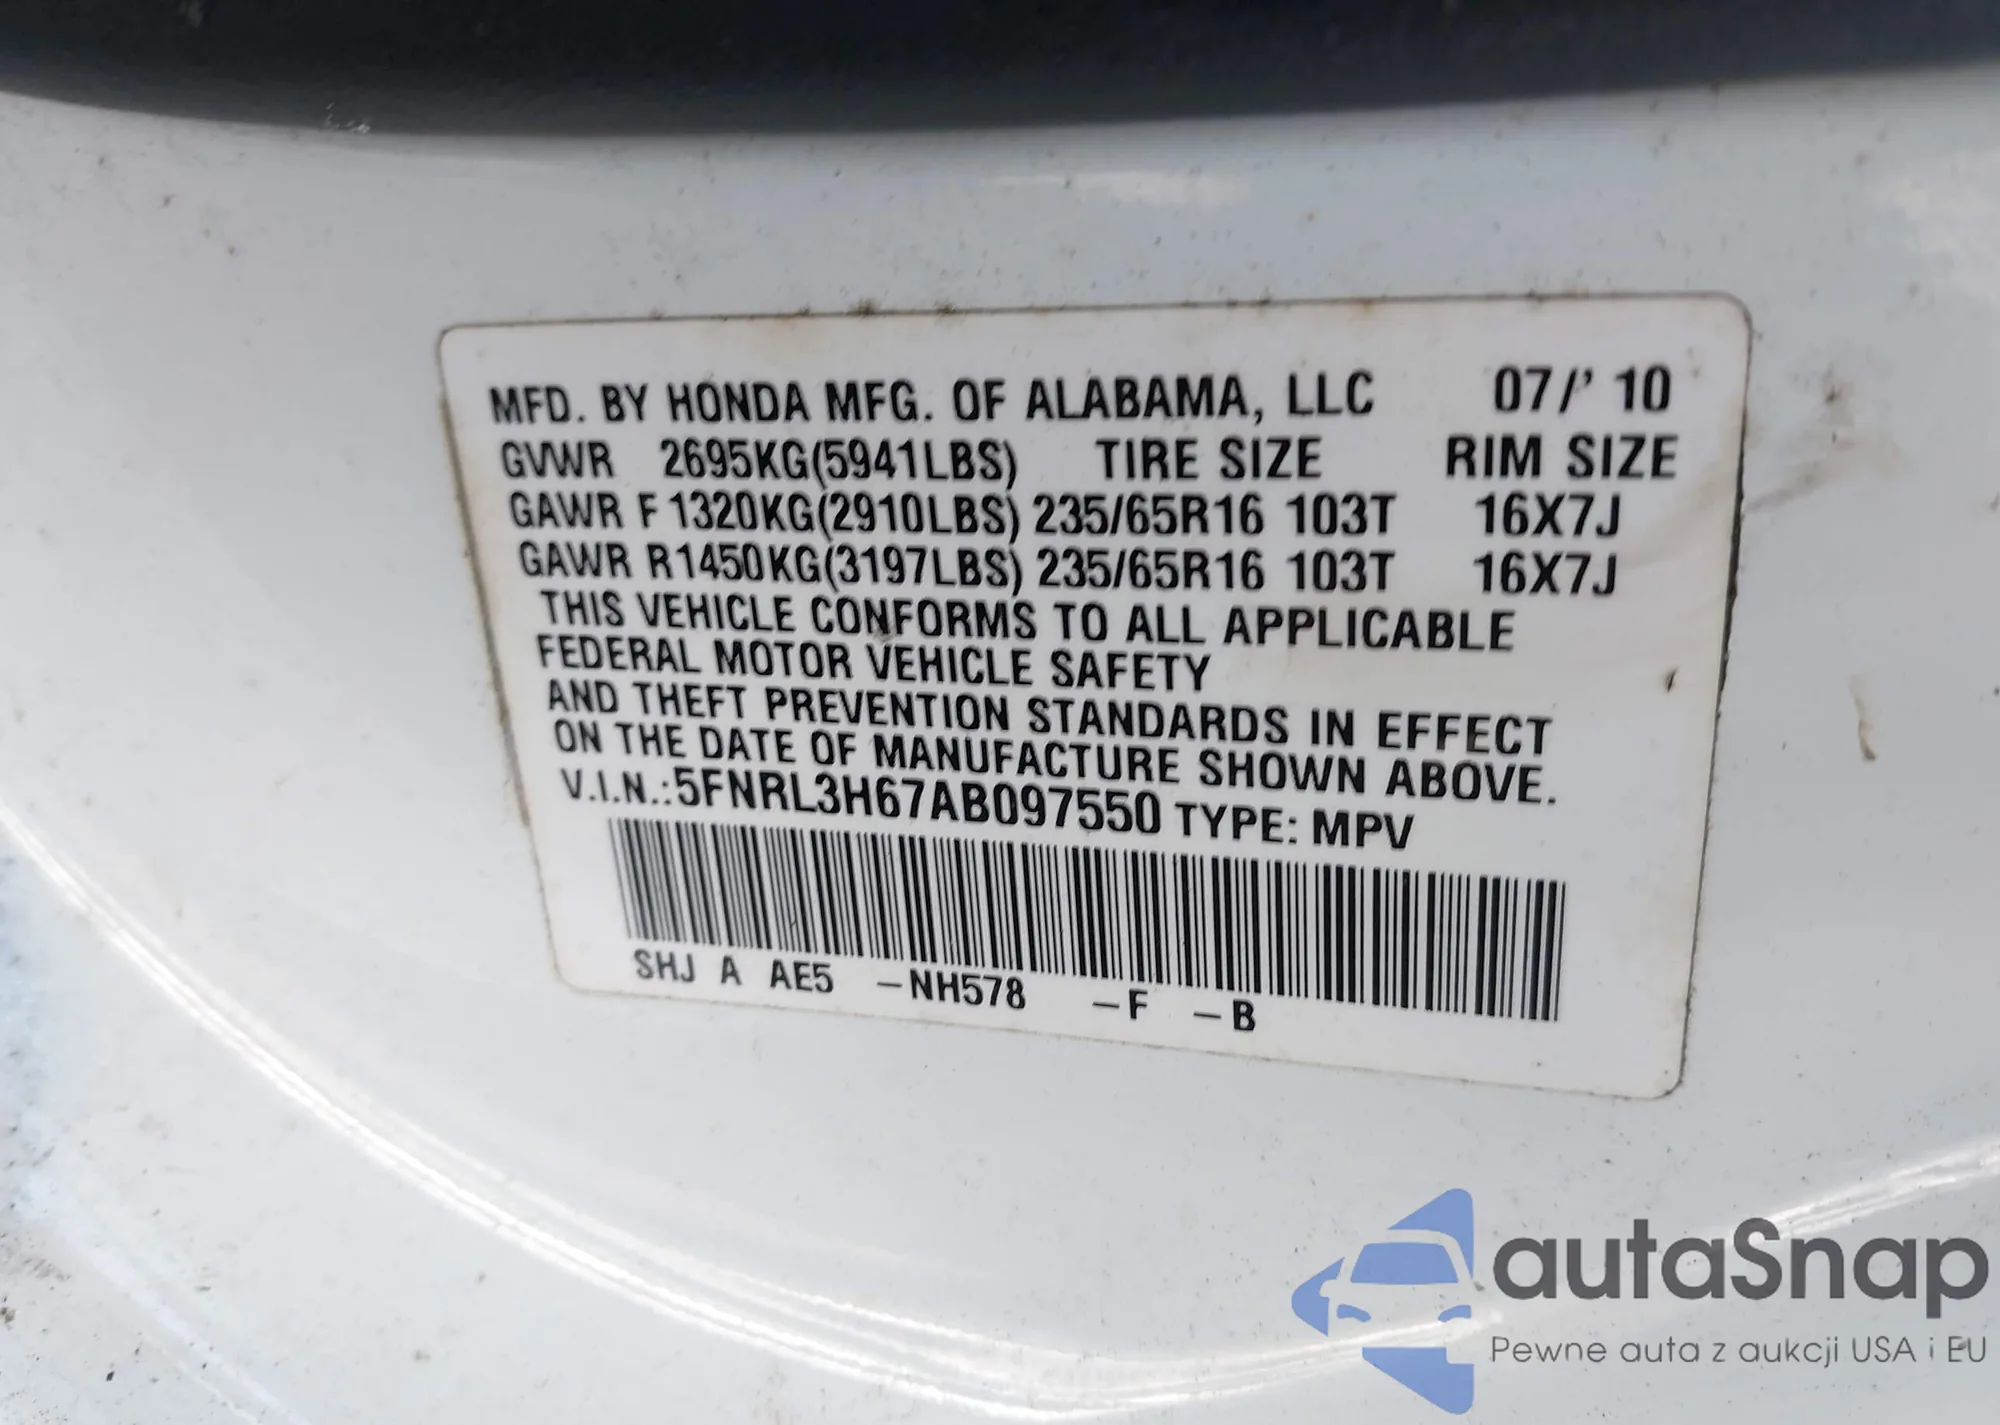 MFD. BY HONDA MFG. OF ALABAMA, LLC 07/' 10
GVWR 2695KG(5941LBS) TIRE SIZE RIM SIZE
GAWR F 1320KG(2910LBS) 235/65R16 103T 16X7J
GAWR R1450KG(3197LBS) 235/65R16 103T 16X7J
THIS VEHICLE CONFORMS TO ALL APPLICABLE
FEDERAL MOTOR VEHICLE SAFETY
AND THEFT PREVENTION STANDARDS IN EFFECT
ON THE DATE OF MANUFACTURE SHOWN ABOVE.
V.I.N.:5FNRL3H67AB097550 TYPE: MPV
SHJ A AE5 -NH578 -F -B
autaSnap
Pewne auta z aukcji USA i EU